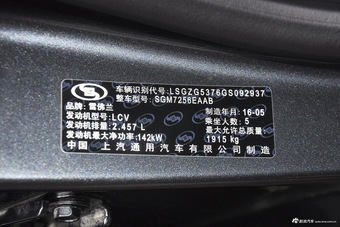 车辆识别代号: LSGZG5376GS092937
整车型号: SGM7256EAAB
品牌: 雪佛兰 制造年月: 16-05
发动机型号: LCV 乘坐人数: 5
发动机排量: 2.457 L 最大允许总质量:
发动机最大净功率: 142kW 1915 kg
中国 上汽通用汽车有限公司 制造